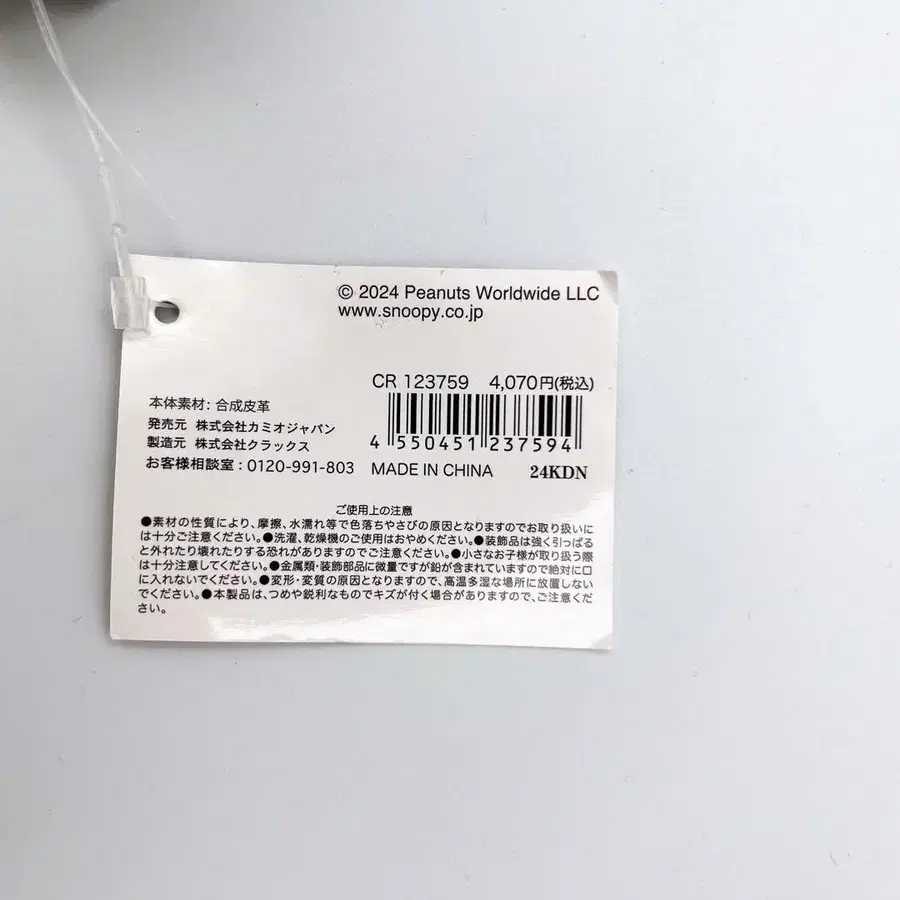 © 2024 Peanuts Worldwide LLC
www.snoopy.co.jp
CR 123759 4,070円(税込)
本体素材: 合成皮革
発売元 株式会社カミオジャパン
製造元 株式会社クラックス
4 550451 237594
お客様相談室 : 0120-991-803 MADE IN CHINA 24KDN
ご使用上の注意
●素材の性質により、摩擦、水濡れ等で色落ちやさびの原因となりますのでお取り扱いに
は十分ご注意ください。●洗濯、乾燥機のご使用はおやめください。●装飾品は強く引っぱる
と外れたり壊れたりする恐れがありますのでご注意ください。●小さなお子様が取り扱う際
は十分注意してください。●金属類・装飾部品に微量ですが鉛が含まれていますので絶対に口
に入れないでください。●変形・変質の原因となりますので、高温多湿な場所に放置しない
でください。●本製品は、つめや鋭利なものでキズが付く場合がありますので、ご注意くだ
さい。